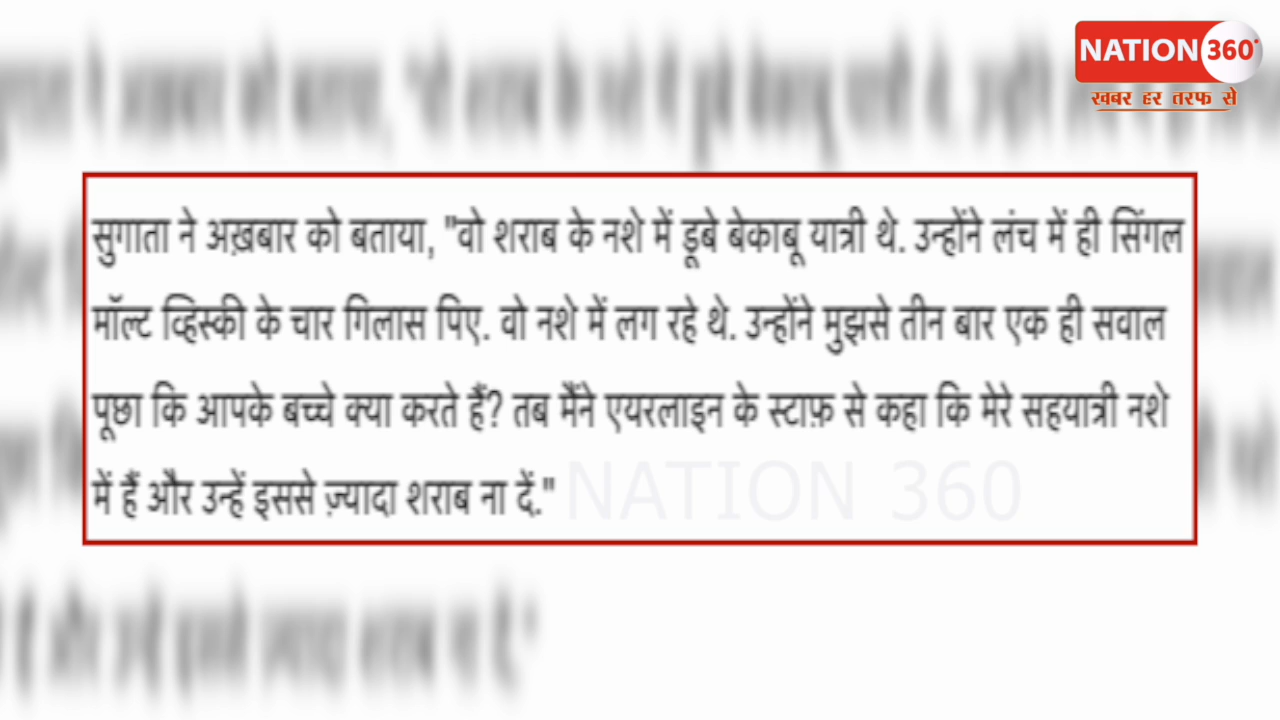 NATION 360°
ख़बर हर तरफ से
सुगाता ने अख़बार को बताया, "वो शराब के नशे में डूबे बेकाबू यात्री थे. उन्होंने लंच में ही सिंगल
मॉल्ट व्हिस्की के चार गिलास पिए. वो नशे में लग रहे थे. उन्होंने मुझसे तीन बार एक ही सवाल
पूछा कि आपके बच्चे क्या करते हैं? तब मैंने एयरलाइन के स्टाफ़ से कहा कि मेरे सहयात्री नशे
में हैं और उन्हें इससे ज़्यादा शराब ना दें."
NATION 360